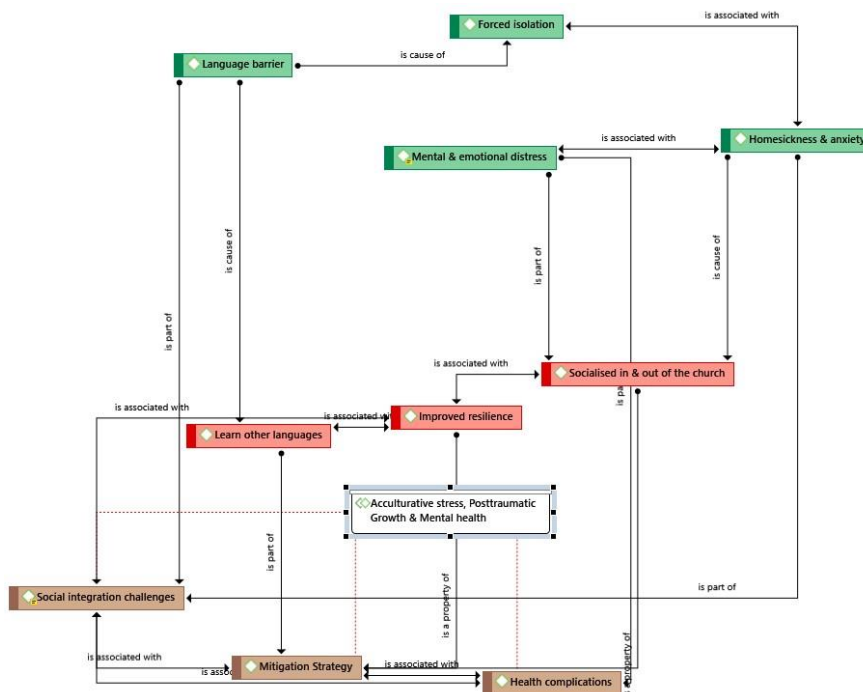 is associated with
Forced isolation
is cause of
Language barrier
is associated with
Homesickness & anxiety
Mental & emotional distress
is cause of
is part of
is cause of
is part of
is associated with
Socialised in & out of the church
is associated with
is associated
Improved resilience
Learn other languages
Acculturative stress, Posttraumatic
Growth & Mental health
is part of
is a property of
is part of
Social integration challenges
is associated with
Mitigation Strategy
is associated with
Health complications
property of